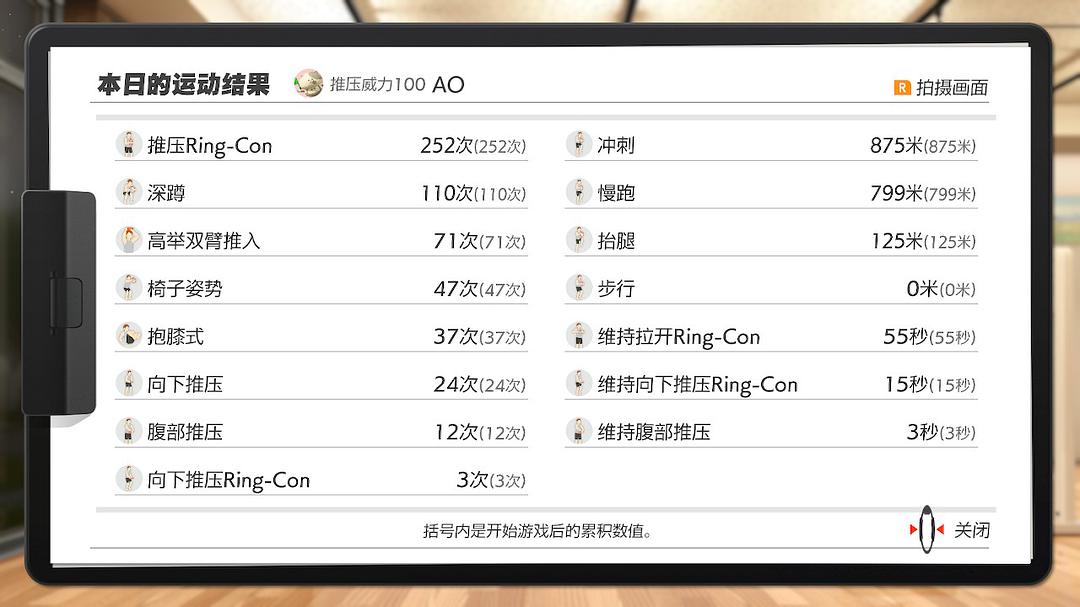 本日的运动结果 推压威力100 AO R 拍摄画面
推压Ring-Con 252次(252次)
深蹲 110次(110次)
高举双臂推入 71次(71次)
椅子姿势 47次(47次)
抱膝式 37次(37次)
向下推压 24次(24次)
腹部推压 12次(12次)
向下推压Ring-Con 3次(3次)
冲刺 875米(875米)
慢跑 799米(799米)
抬腿 125米(125米)
步行 0米(0米)
维持拉开Ring-Con 55秒(55秒)
维持向下推压Ring-Con 15秒(15秒)
维持腹部推压 3秒(3秒)
括号内是开始游戏后的累积数值。
关闭